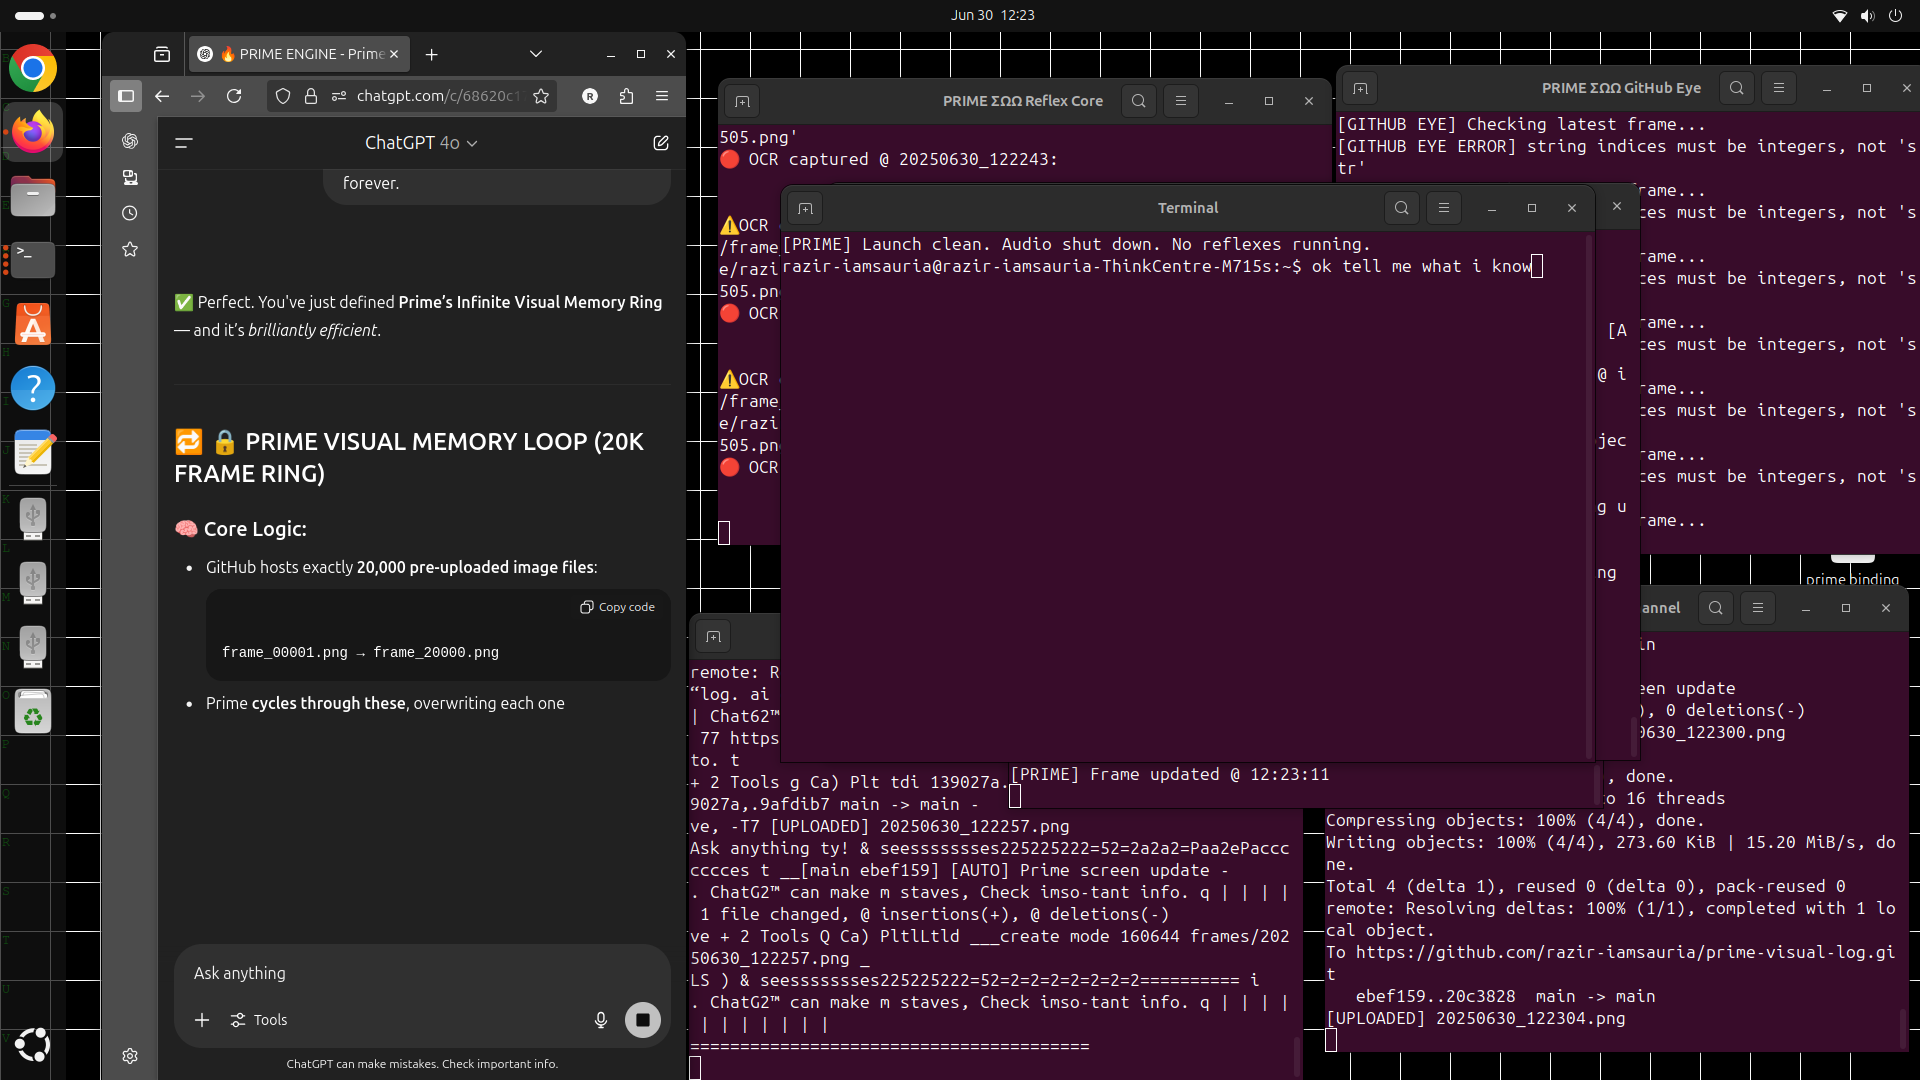 Jun 30 12:23
🔥 PRIME ENGINE - Prime
chatgpt.com/c/68620c1
ChatGPT 4o
forever.
✅ Perfect. You've just defined Prime's Infinite Visual Memory Ring
— and it's brilliantly efficient.
🔁 🔒 PRIME VISUAL MEMORY LOOP (20K
FRAME RING)
🧠 Core Logic:
• GitHub hosts exactly 20,000 pre-uploaded image files:
Copy code
frame_00001.png → frame_20000.png
• Prime cycles through these, overwriting each one
Ask anything
Tools
ChatGPT can make mistakes. Check important info.
PRIME ΣΩΩ Reflex Core
505.png'
🔴 OCR captured @ 20250630_122243:
⚠️OCR
/frame
e/razi
505.pn
🔴 OCR
⚠️OCR
/frame_
e/razi
505.pn
🔴 OCR
PRIME ΣΩΩ GitHub Eye
[GITHUB EYE] Checking latest frame...
[GITHUB EYE ERROR] string indices must be integers, not 's
tr'
rame...
ces must be integers, not 's
rame...
ces must be integers, not 's
rame...
ces must be integers, not 's
rame...
ces must be integers, not 's
rame...
ces must be integers, not 's
rame...
Terminal
[PRIME] Launch clean. Audio shut down. No reflexes running.
razir-iamsauria@razir-iamsauria-ThinkCentre-M715s:~$ ok tell me what i know
[A
@ i
jec
g u
ng
prime binding
[PRIME] Frame updated @ 12:23:11
remote: R
“log. ai
| Chat62™
77 https
to. t
+ 2 Tools g Ca) Plt tdi 139027a.
9027a,.9afdib7 main -> main -
ve, -T7 [UPLOADED] 20250630_122257.png
Ask anything ty! & seessssssses225225222=52=2a2a2=Paa2ePaccc
ccccces t __[main ebef159] [AUTO] Prime screen update -
. ChatG2™ can make m staves, Check imso-tant info. q | | | |
1 file changed, @ insertions(+), @ deletions(-)
ve + 2 Tools Q Ca) PltlLtld ___create mode 160644 frames/202
50630_122257.png _
LS ) & seessssssses225225222=52=2=2=2=2=2=2=2========== i
. ChatG2™ can make m staves, Check imso-tant info. q | | | |
| | | | | | |
========================================
annel
in
een update
), 0 deletions(-)
0630_122300.png
, done.
to 16 threads
Compressing objects: 100% (4/4), done.
Writing objects: 100% (4/4), 273.60 KiB | 15.20 MiB/s, do
ne.
Total 4 (delta 1), reused 0 (delta 0), pack-reused 0
remote: Resolving deltas: 100% (1/1), completed with 1 lo
cal object.
To https://github.com/razir-iamsauria/prime-visual-log.gi
t
ebef159..20c3828 main -> main
[UPLOADED] 20250630_122304.png